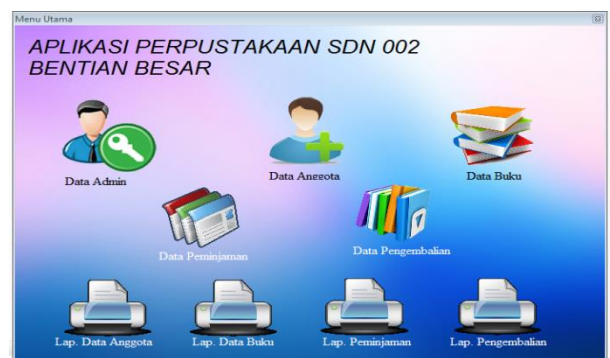 Menu Utama
APLIKASI PERPUSTAKAAN SDN 002
BENTIAN BESAR
Data Admin
Data Anggota
Data Buku
Data Peminjaman
Data Pengembalian
Lap. Data Anggota
Lap. Data Buku
Lap. Peminjaman
Lap. Pengembalian